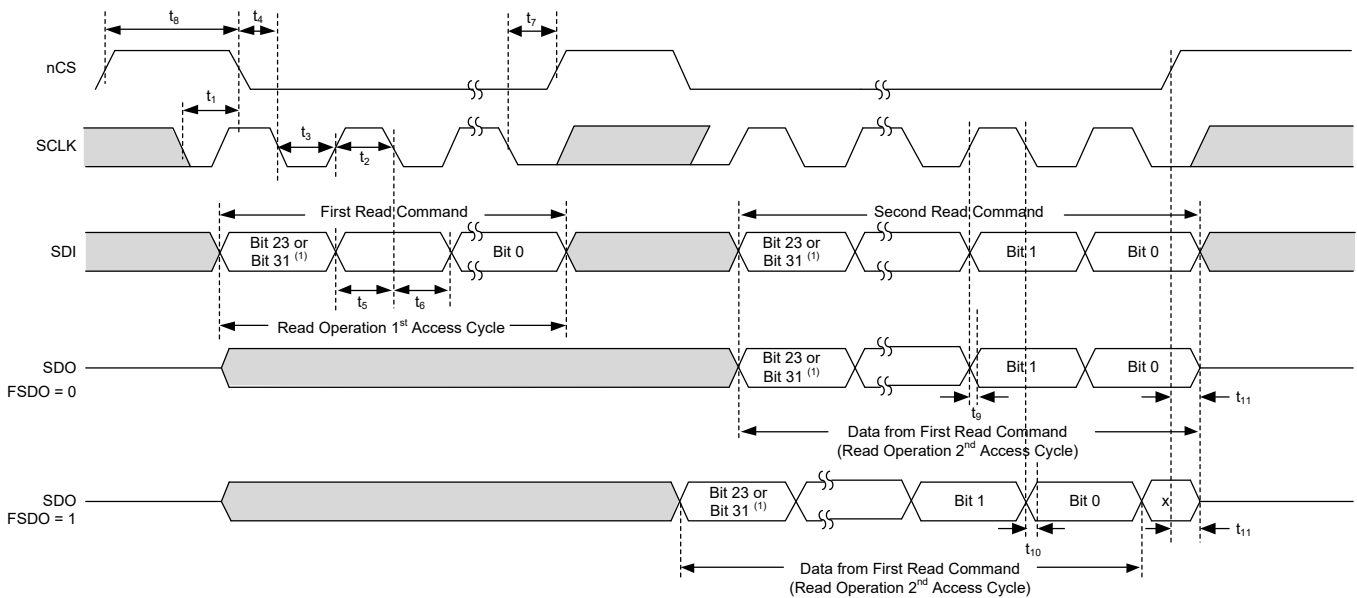 t8 t4 t7
nCS
t1
SCLK
t3
t2
First Read Command Second Read Command
SDI
Bit 23 or
Bit 31 (1)
Bit 0
Bit 23 or
Bit 31 (1)
Bit 1 Bit 0
t5 t6
Read Operation 1st Access Cycle
SDO
FSDO = 0
Bit 23 or
Bit 31 (1)
Bit 1 Bit 0
t9 t11
Data from First Read Command
(Read Operation 2nd Access Cycle)
SDO
FSDO = 1
Bit 23 or
Bit 31 (1)
Bit 1 Bit 0 x
t10 t11
Data from First Read Command
(Read Operation 2nd Access Cycle)